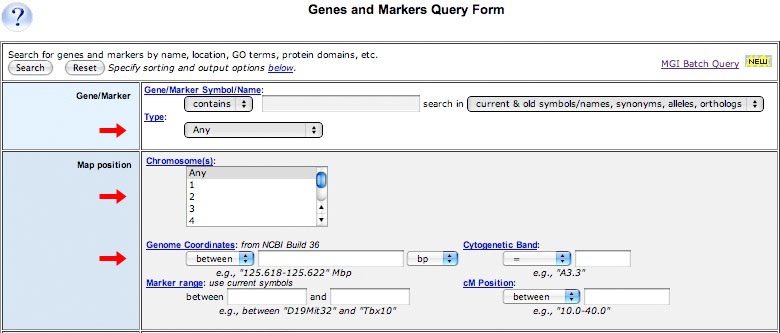 ?
Genes and Markers Query Form
Search for genes and markers by name, location, GO terms, protein domains, etc.
Search Reset Specify sorting and output options below.
MGI Batch Query NEW
Gene/Marker
Gene/Marker Symbol/Name:
contains search in current & old symbols/names, synonyms, alleles, orthologs
Type:
Any
Map position
Chromosome(s):
Any
1
2
3
4
Genome Coordinates: from NCBI Build 36
between bp
e.g., "125.618-125.622" Mbp
Cytogenetic Band:
=
e.g., "A3.3"
Marker range: use current symbols
between and
e.g., between "D19Mit32" and "Tbx10"
cM Position:
between
e.g., "10.0-40.0"